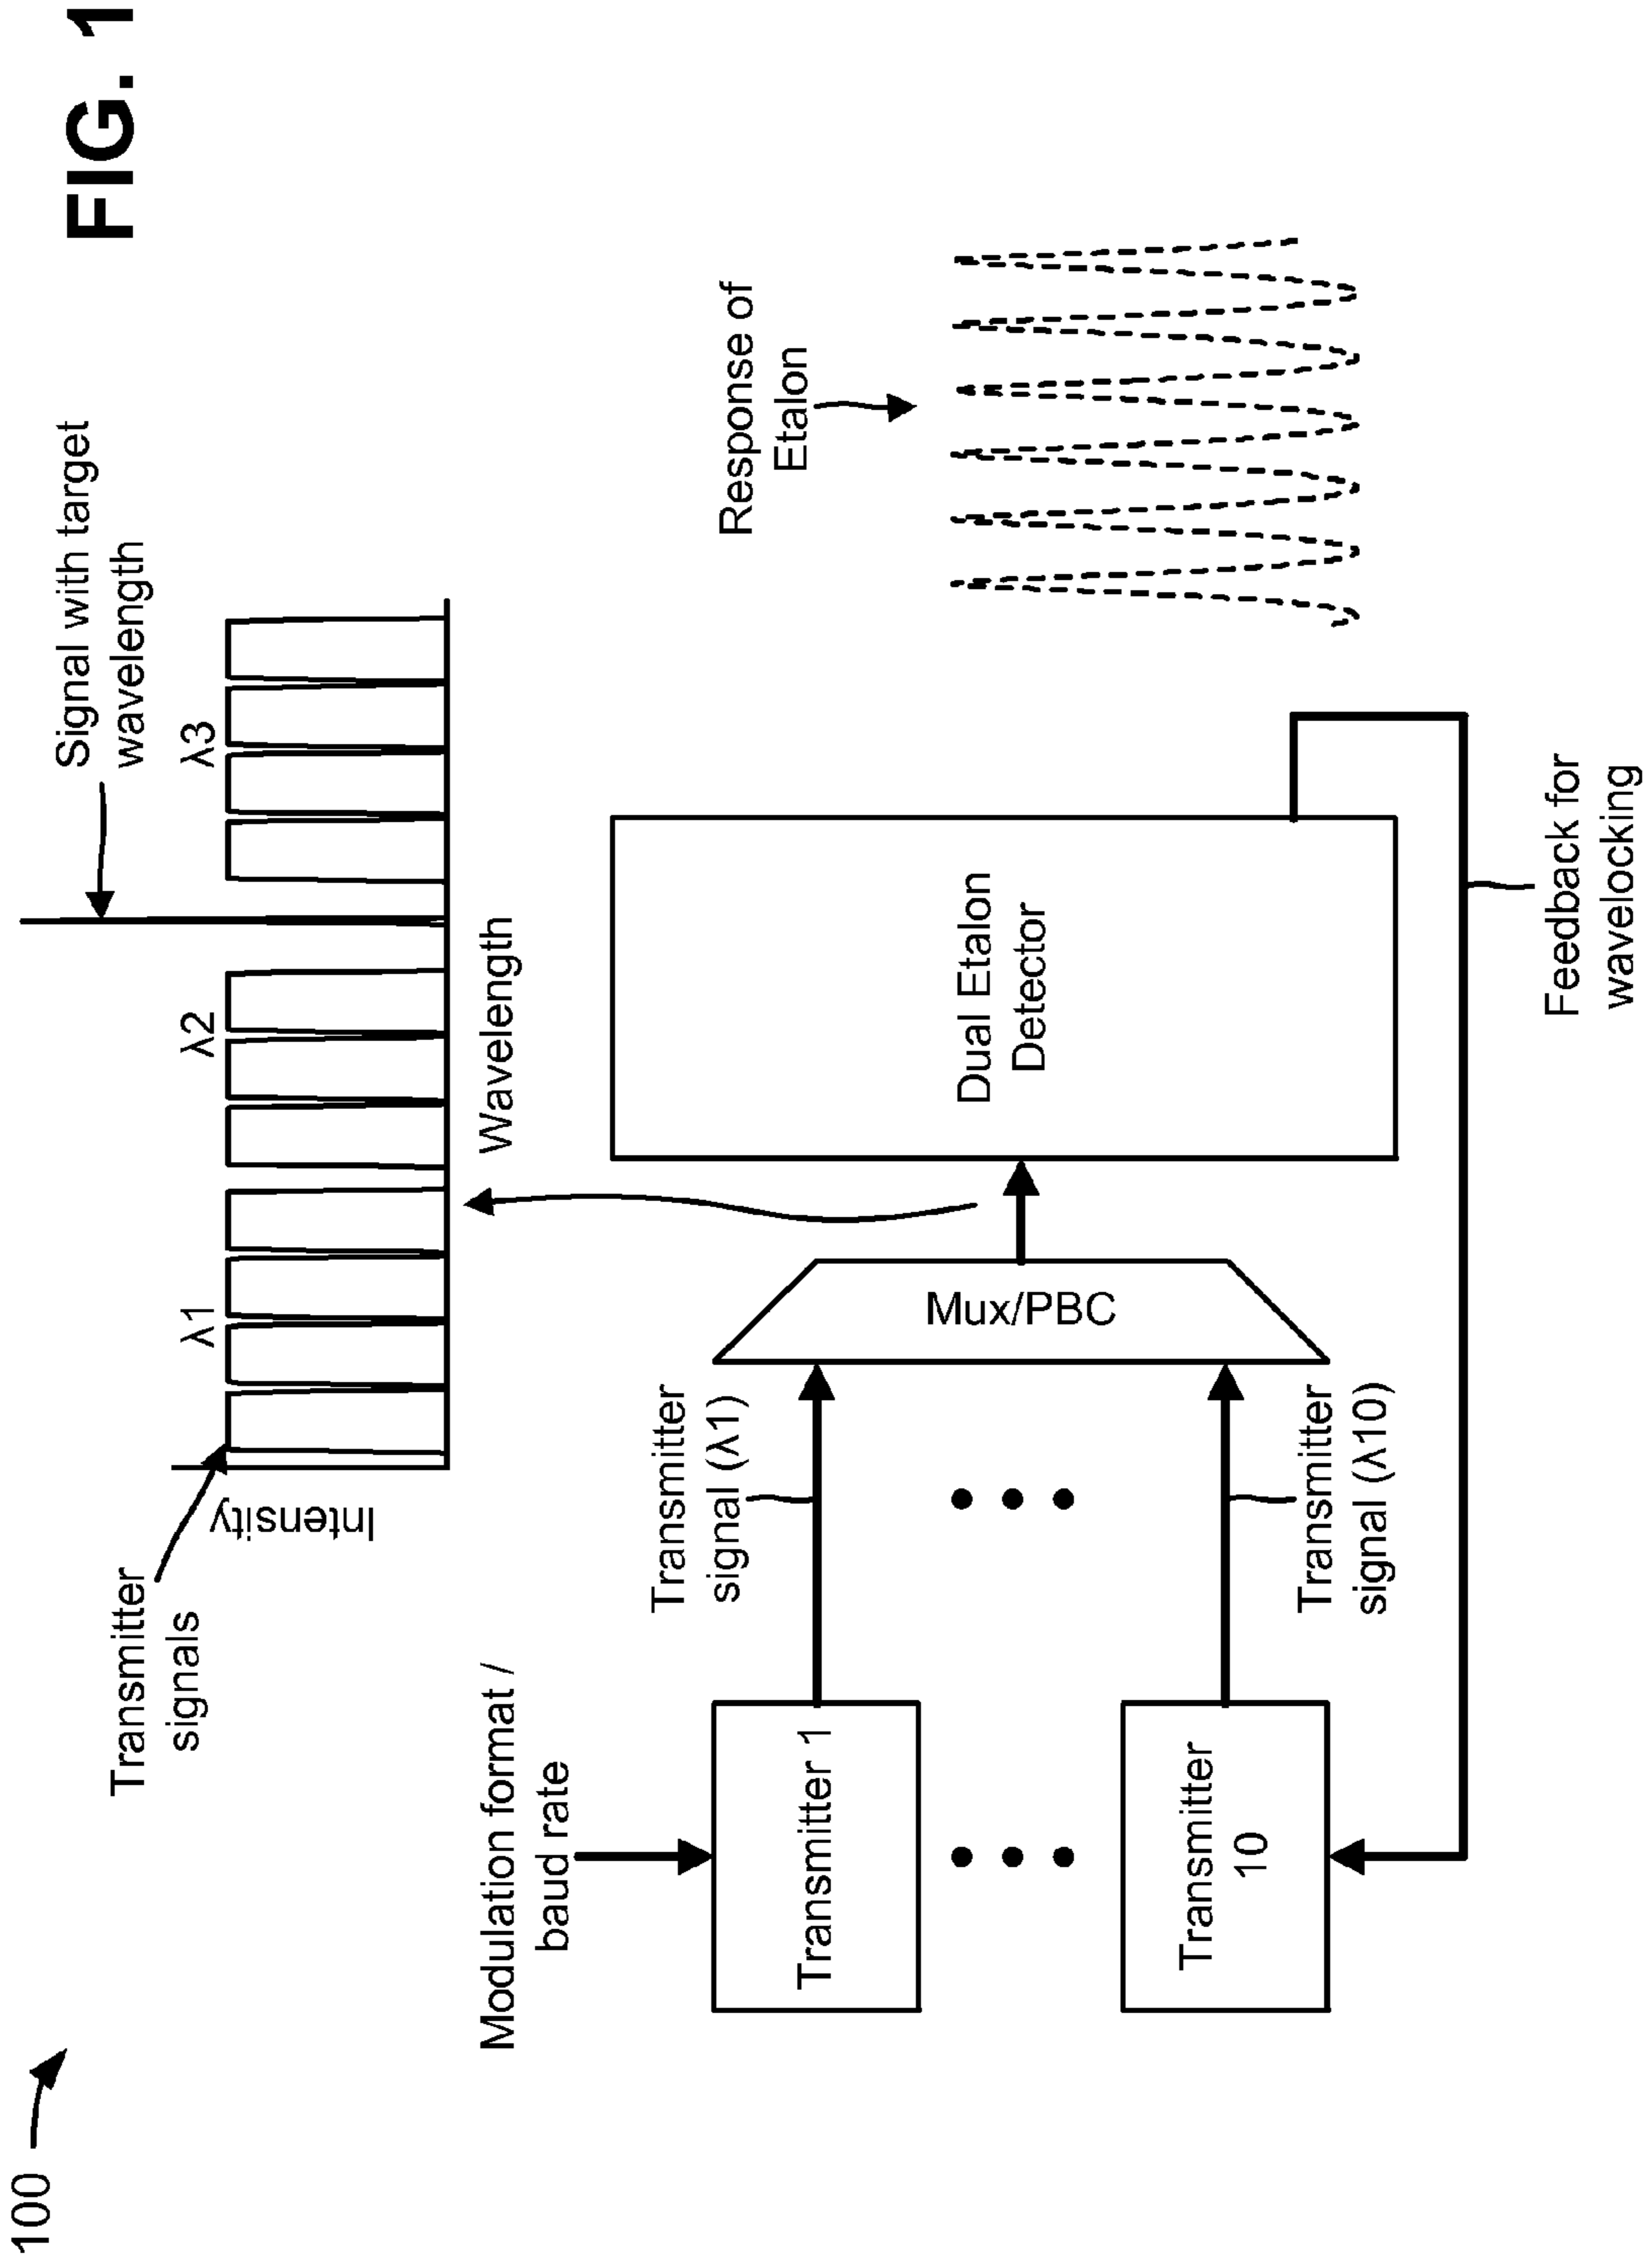 100
FIG. 1
Signal with target
wavelength
Transmitter
signals
λ1
λ2
λ3
Intensity
Wavelength
Modulation format /
baud rate
Transmitter
signal (λ1)
Response of
Etalon
Transmitter 1
Mux/PBC
Dual Etalon
Detector
Transmitter
10
Transmitter
signal (λ10)
Feedback for
wavelocking